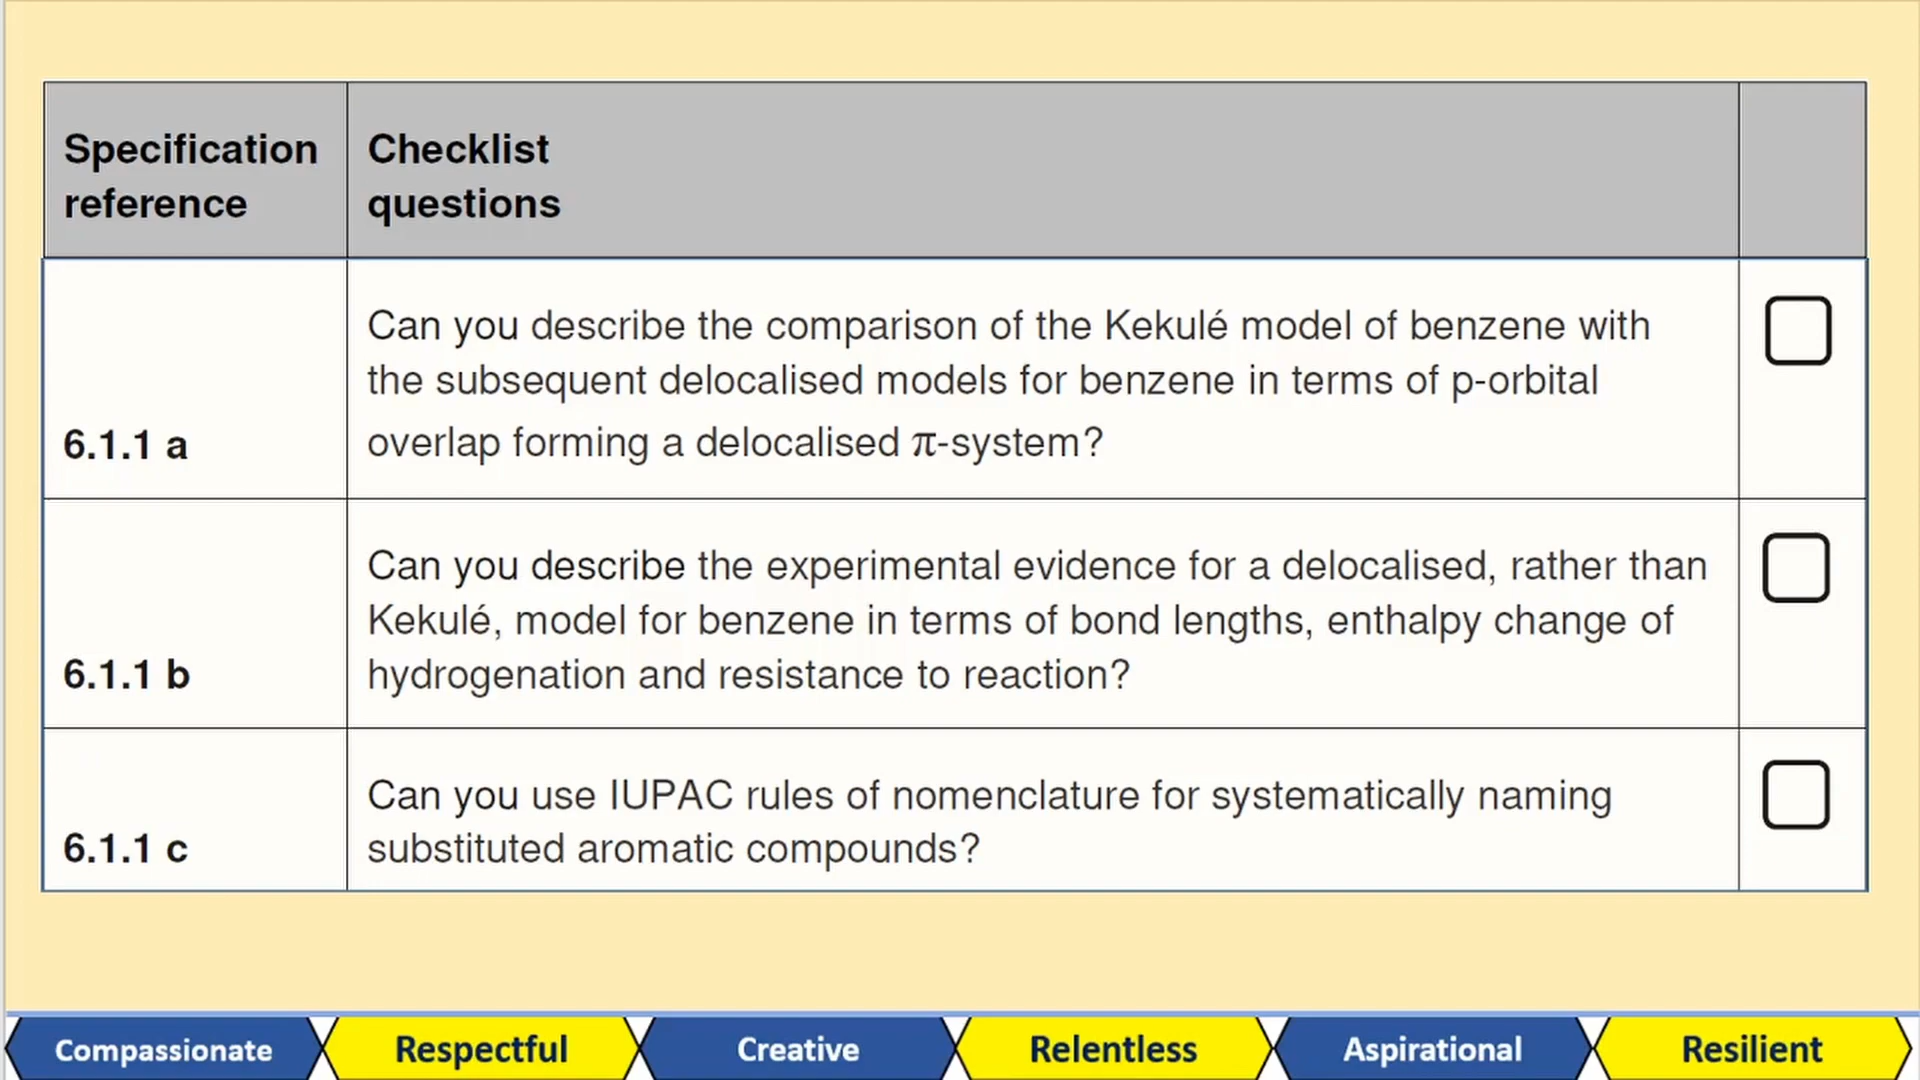 Specification
reference
Checklist
questions
6.1.1 a
Can you describe the comparison of the Kekulé model of benzene with
the subsequent delocalised models for benzene in terms of p-orbital
overlap forming a delocalised π-system?
6.1.1 b
Can you describe the experimental evidence for a delocalised, rather than
Kekulé, model for benzene in terms of bond lengths, enthalpy change of
hydrogenation and resistance to reaction?
6.1.1 c
Can you use IUPAC rules of nomenclature for systematically naming
substituted aromatic compounds?
Compassionate
Respectful
Creative
Relentless
Aspirational
Resilient